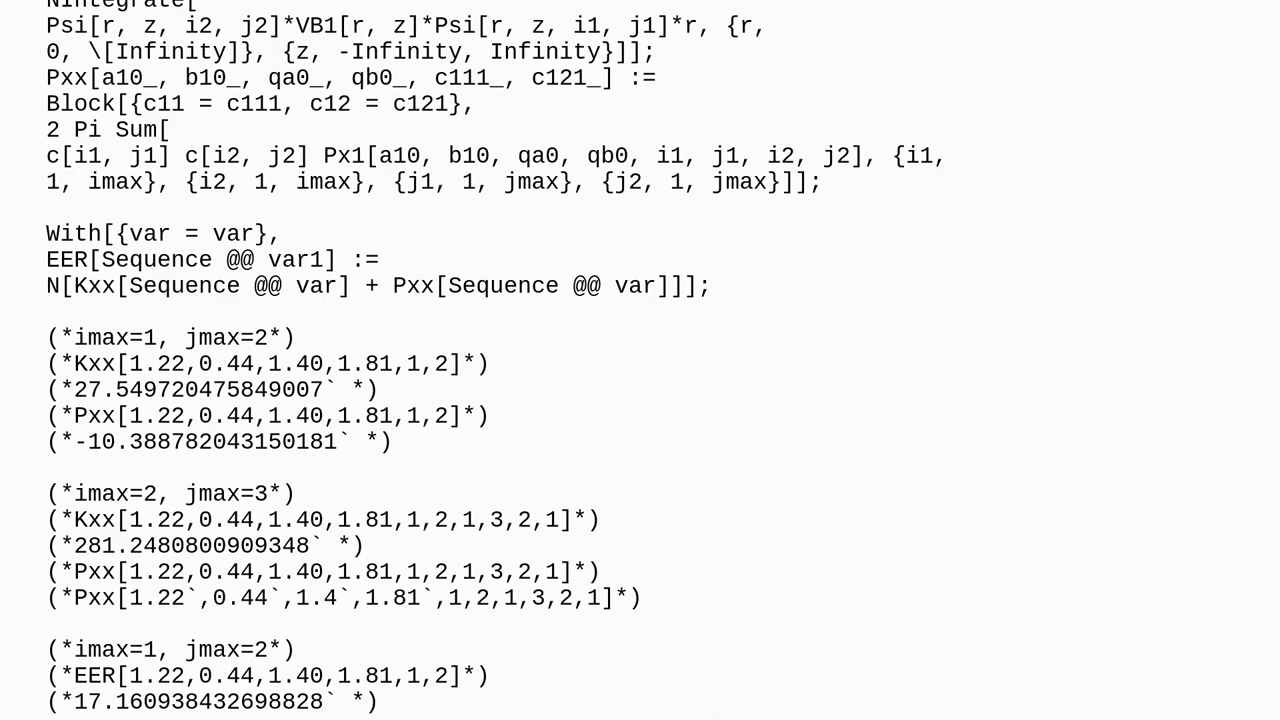 NIntegrate[
Psi[r, z, i2, j2]*VB1[r, z]*Psi[r, z, i1, j1]*r, {r,
0, \[Infinity]}, {z, -Infinity, Infinity}]];
Pxx[a10_, b10_, qa0_, qb0_, c111_, c121_] :=
Block[{c11 = c111, c12 = c121},
2 Pi Sum[
c[i1, j1] c[i2, j2] Px1[a10, b10, qa0, qb0, i1, j1, i2, j2], {i1,
1, imax}, {i2, 1, imax}, {j1, 1, jmax}, {j2, 1, jmax}]];
With[{var = var},
EER[Sequence @@ var1] :=
N[Kxx[Sequence @@ var] + Pxx[Sequence @@ var]]];
(*imax=1, jmax=2*)
(*Kxx[1.22,0.44,1.40,1.81,1,2]*)
(*27.549720475849007` *)
(*Pxx[1.22,0.44,1.40,1.81,1,2]*)
(*-10.388782043150181` *)
(*imax=2, jmax=3*)
(*Kxx[1.22,0.44,1.40,1.81,1,2,1,3,2,1]*)
(*281.2480800909348` *)
(*Pxx[1.22,0.44,1.40,1.81,1,2,1,3,2,1]*)
(*Pxx[1.22`,0.44`,1.4`,1.81`,1,2,1,3,2,1]*)
(*imax=1, jmax=2*)
(*EER[1.22,0.44,1.40,1.81,1,2]*)
(*17.160938432698828` *)